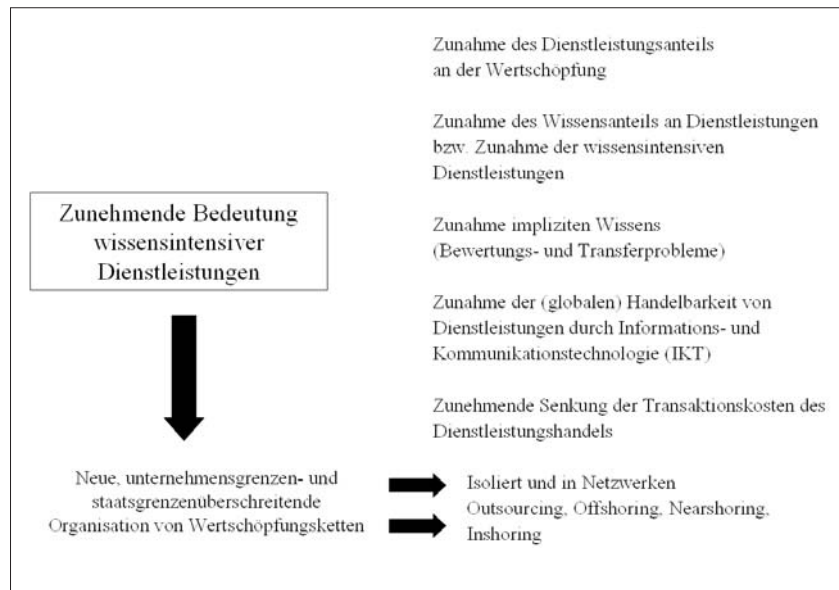 Zunahme des Dienstleistungsanteils
an der Wertschöpfung
Zunahme des Wissensanteils an Dienstleistungen
bzw. Zunahme der wissensintensiven
Dienstleistungen
Zunehmende Bedeutung
wissensintensiver
Dienstleistungen
Zunahme impliziten Wissens
(Bewertungs- und Transferprobleme)
Zunahme der (globalen) Handelbarkeit von
Dienstleistungen durch Informations- und
Kommunikationstechnologie (IKT)
Zunehmende Senkung der Transaktionskosten des
Dienstleistungshandels
Neue, unternehmensgrenzen- und
staatsgrenzenüberschreitende
Organisation von Wertschöpfungsketten
Isoliert und in Netzwerken
Outsourcing, Offshoring, Nearshoring,
Inshoring